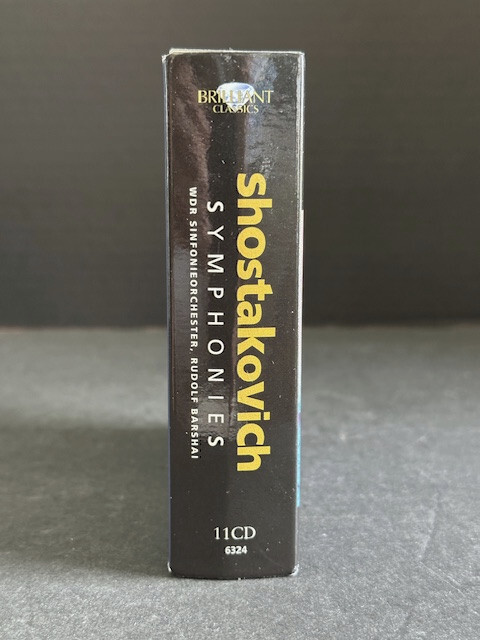 BRILLIANT
CLASSICS
shostakovich
SYMPHONIES
WDR SINFONIEORCHESTER, RUDOLF BARSHAI
11CD
6324